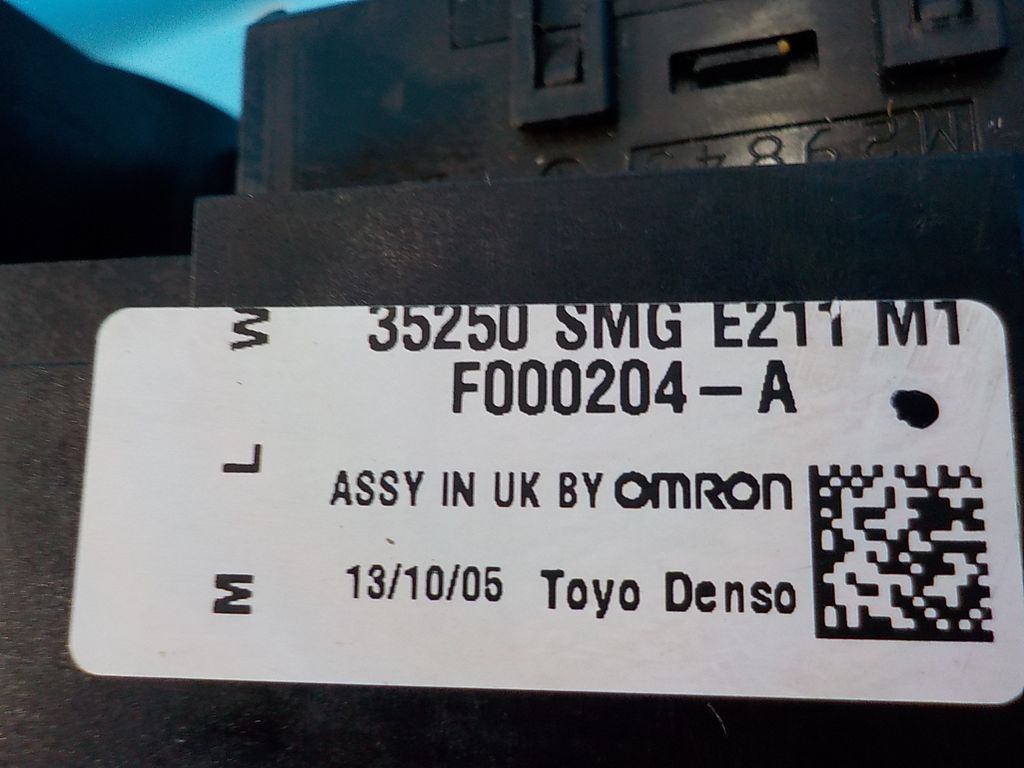 35250 SMG E211 M1
F000204-A
ASSY IN UK BY OMRON
13/10/05 Toyo Denso
W
L
M